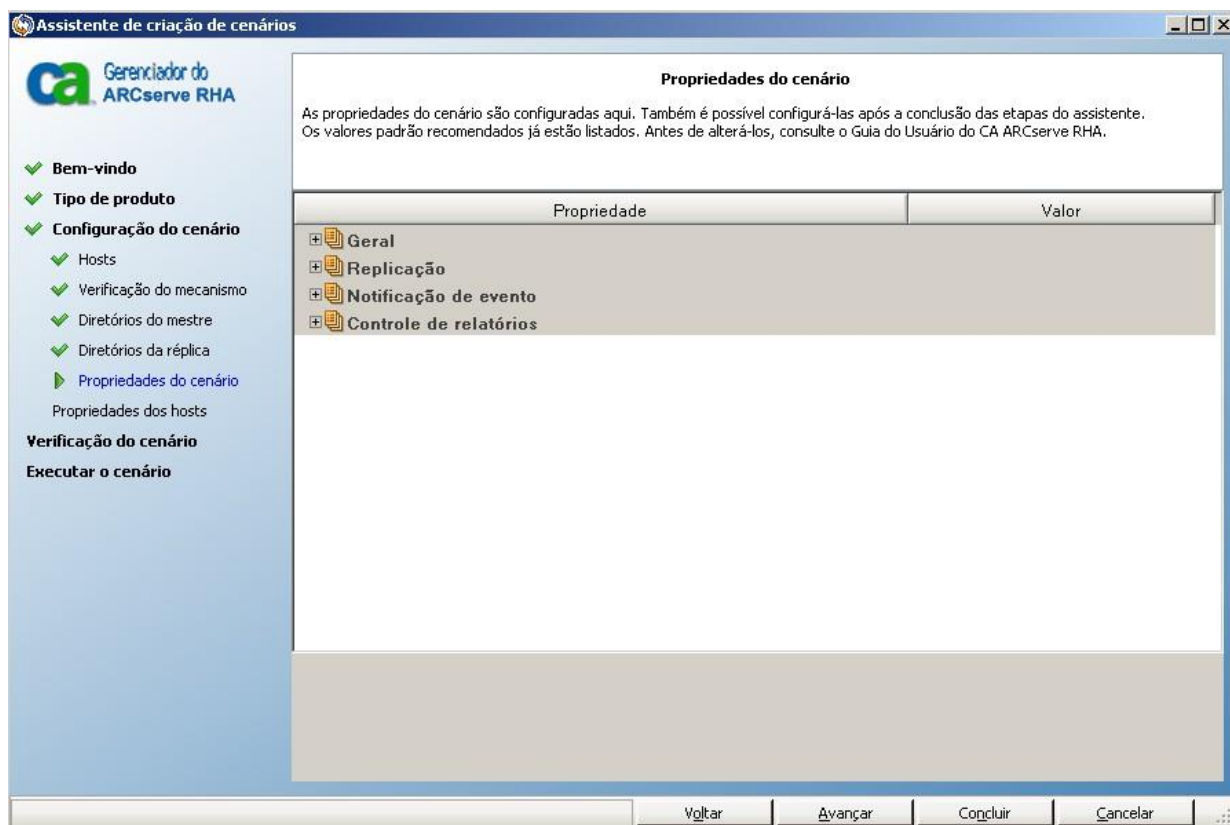 Assistente de criação de cenários
ca
Gerenciador do
ARCserve RHA
Bem-vindo
Tipo de produto
Configuração do cenário
Hosts
Verificação do mecanismo
Diretórios do mestre
Diretórios da réplica
Propriedades do cenário
Propriedades dos hosts
Verificação do cenário
Executar o cenário
Propriedades do cenário
As propriedades do cenário são configuradas aqui. Também é possível configurá-las após a conclusão das etapas do assistente.
Os valores padrão recomendados já estão listados. Antes de alterá-los, consulte o Guia do Usuário do CA ARCserve RHA.
Propriedade Valor
Geral
Replicação
Notificação de evento
Controle de relatórios
Voltar Avançar Concluir Cancelar